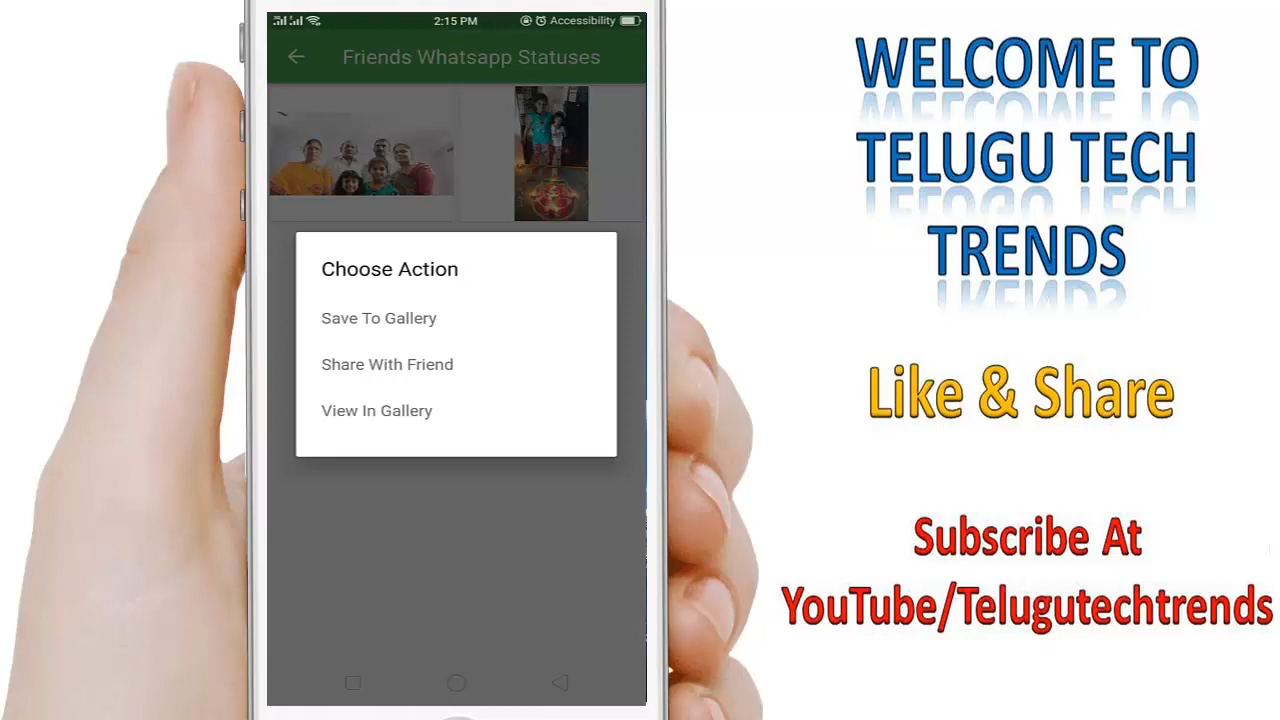 2:15 PM
Accessibility
Friends Whatsapp Statuses
Choose Action
Save To Gallery
Share With Friend
View In Gallery
WELCOME TO
TELUGU TECH
TRENDS
Like & Share
Subscribe At
YouTube/Telugutechtrends